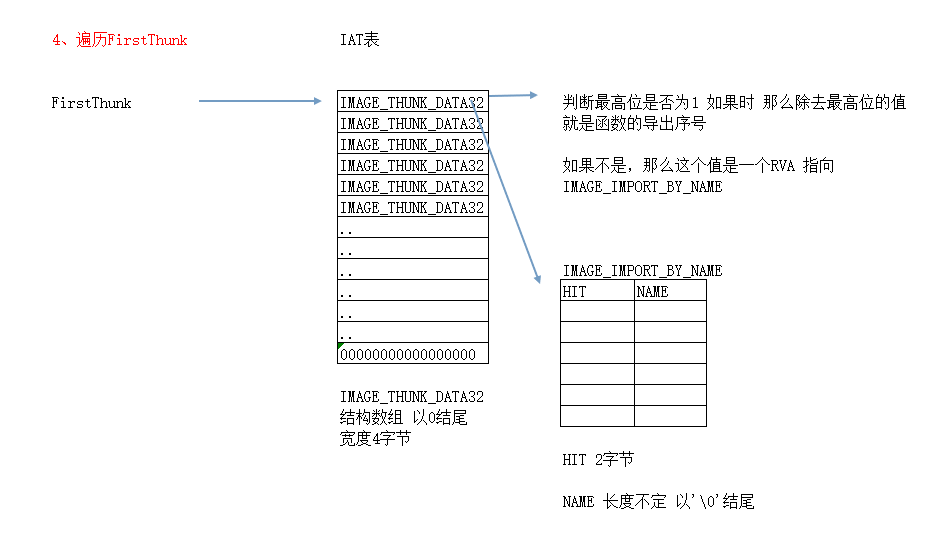 4、遍历FirstThunk
IAT表
FirstThunk
IMAGE_THUNK_DATA32
IMAGE_THUNK_DATA32
IMAGE_THUNK_DATA32
IMAGE_THUNK_DATA32
IMAGE_THUNK_DATA32
IMAGE_THUNK_DATA32
..
..
..
..
..
..
00000000000000000
IMAGE_THUNK_DATA32
结构数组 以0结尾
宽度4字节
判断最高位是否为1 如果时 那么除去最高位的值
就是函数的导出序号
如果不是，那么这个值是一个RVA 指向
IMAGE_IMPORT_BY_NAME
IMAGE_IMPORT_BY_NAME
HIT NAME
HIT 2字节
NAME 长度不定 以'\0'结尾